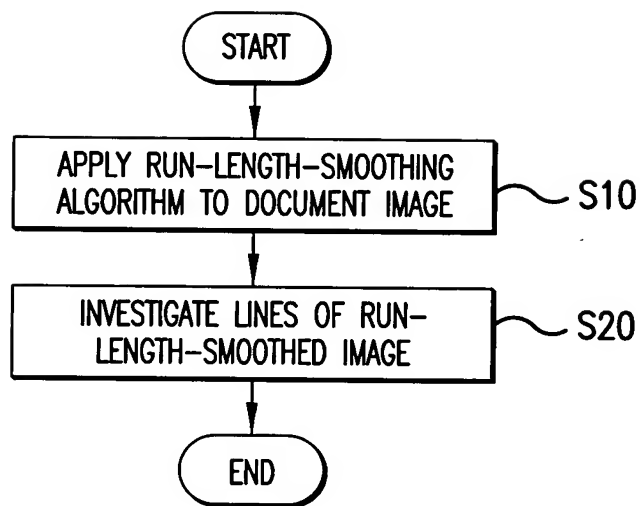 START
APPLY RUN-LENGTH-SMOOTHING
ALGORITHM TO DOCUMENT IMAGE
S10
INVESTIGATE LINES OF RUN-
LENGTH-SMOOTHED IMAGE
S20
END